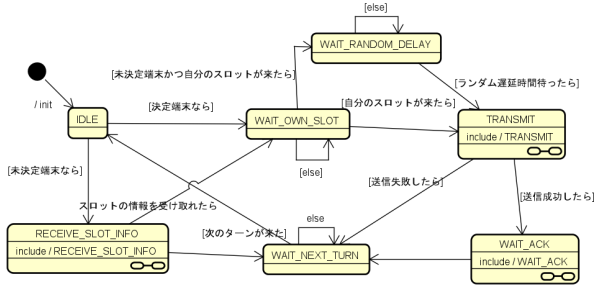 [else]
WAIT_RANDOM_DELAY
[未決定端末かつ自分のスロットが来たら]
[ランダム遅延時間待ったら]
/ init
IDLE
[決定端末なら]
WAIT_OWN_SLOT
[自分のスロットが来たら]
TRANSMIT
include / TRANSMIT
[else]
[未決定端末なら]
[送信失敗したら]
[送信成功したら]
スロットの情報を受け取れたら
RECEIVE_SLOT_INFO
include / RECEIVE_SLOT_INFO
[次のターンが来た]
else
WAIT_NEXT_TURN
WAIT_ACK
include / WAIT_ACK